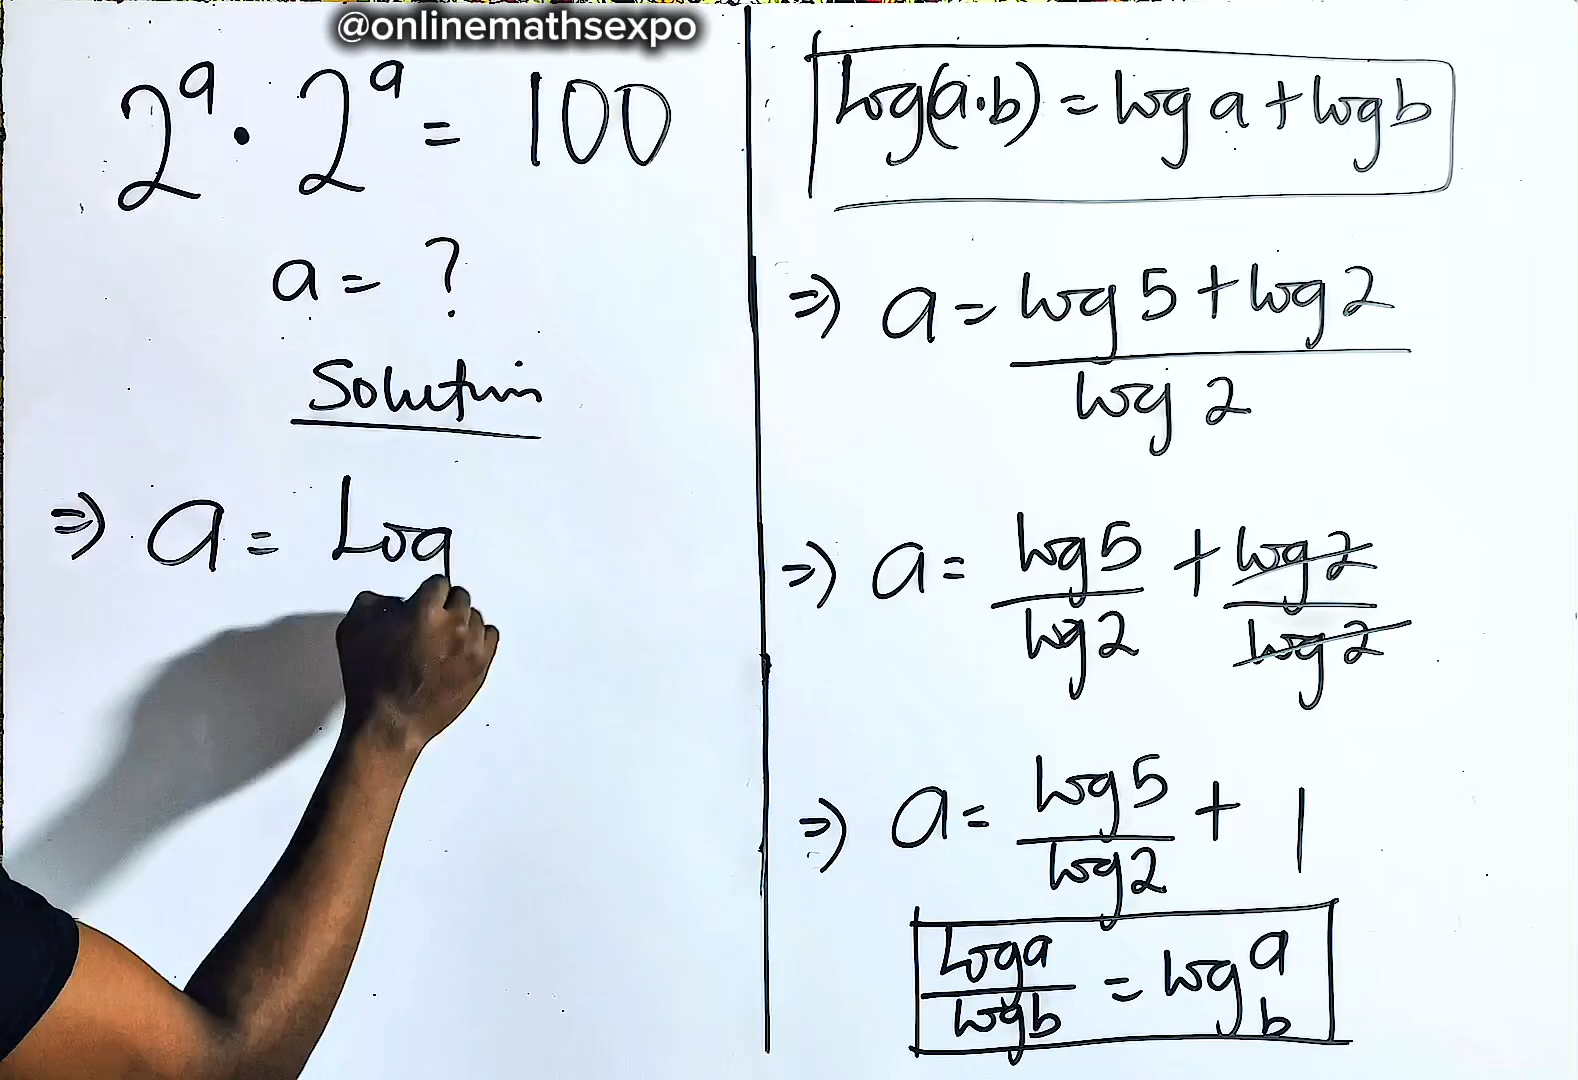 @onlinemathsexpo
2^a · 2^a = 100
a = ?
Solution
⇒) a = Log
Log(a·b) = log a + log b
⇒) a = log 5 + log 2 / log 2
⇒) a = log 5 / log 2 + log 2 / log 2
⇒) a = log 5 / log 2 + 1
Log a / log b = log a b